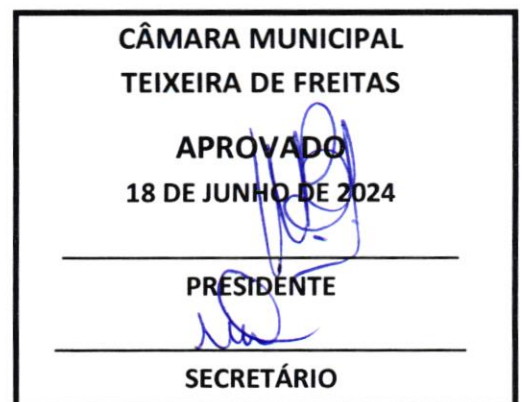 CÂMARA MUNICIPAL
TEIXEIRA DE FREITAS
APROVADO
18 DE JUNHO DE 2024
PRESIDENTE
SECRETÁRIO